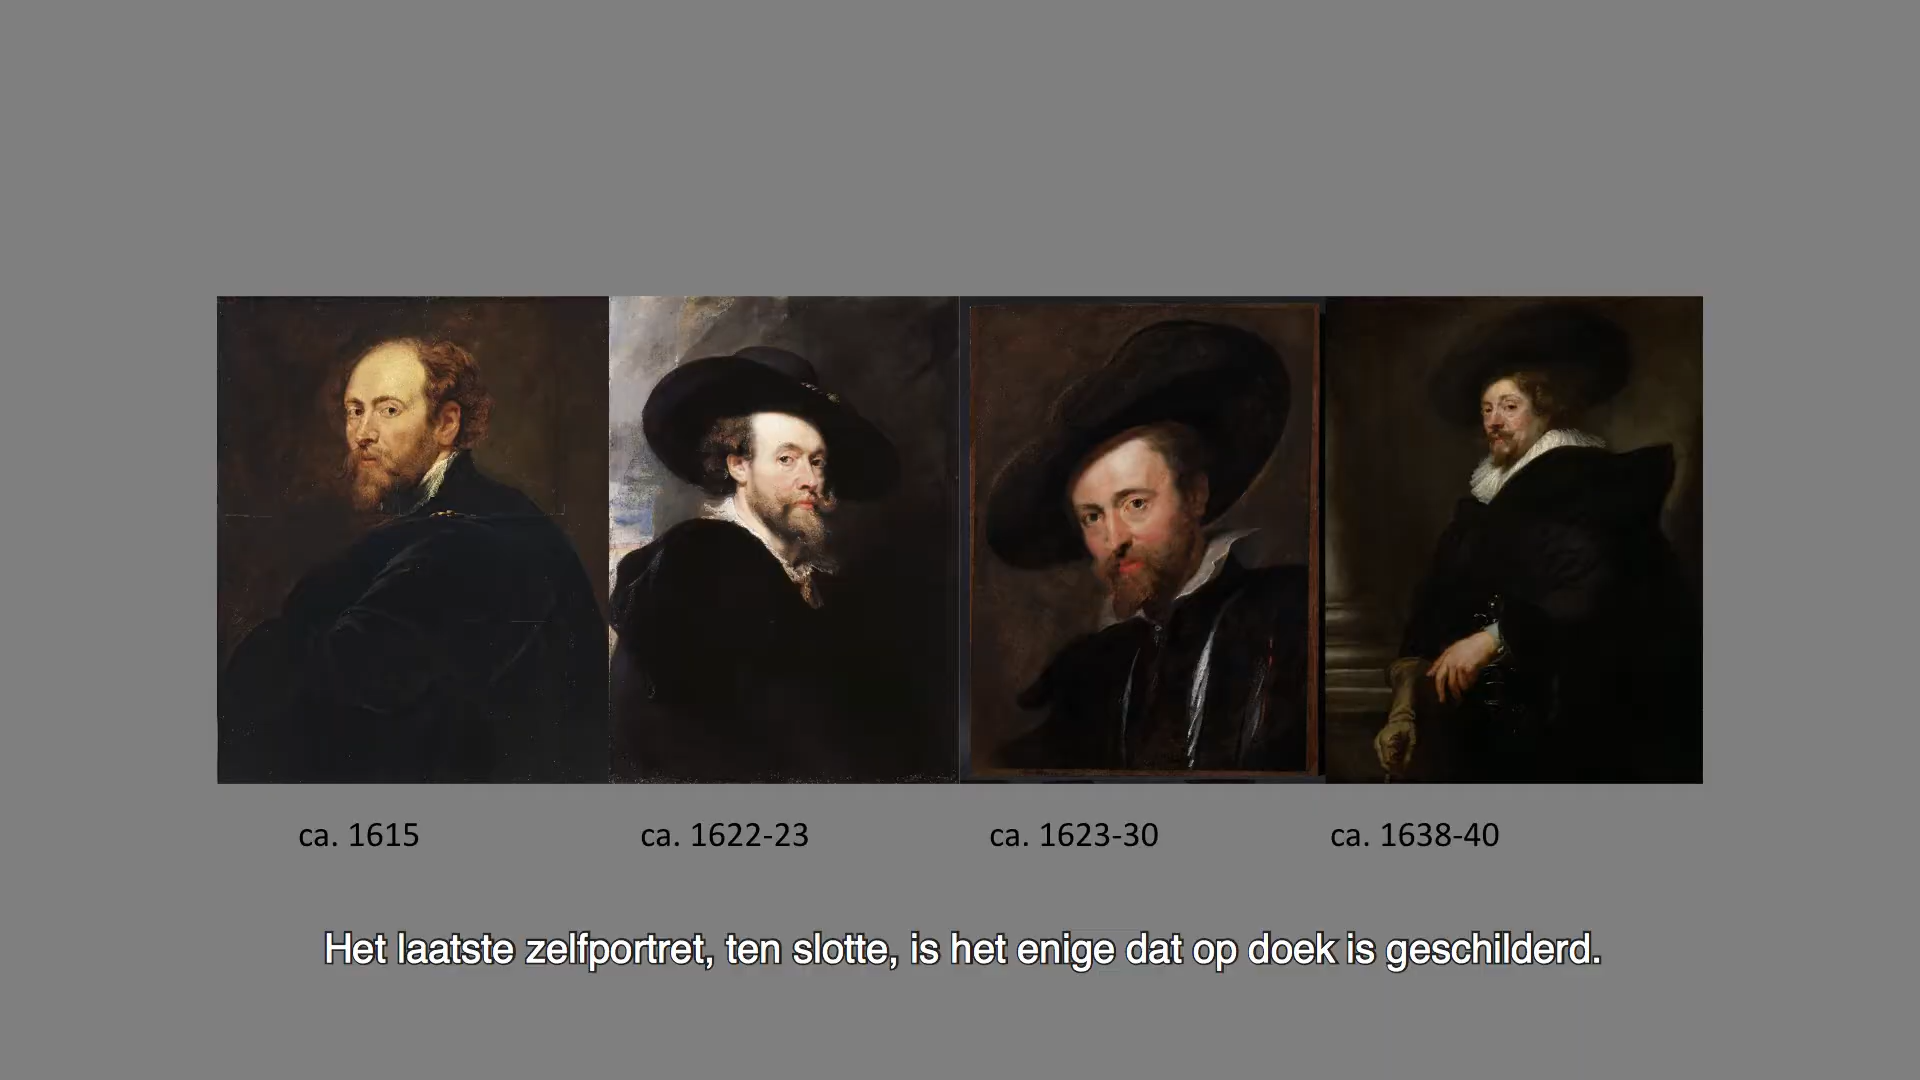 ca. 1615
ca. 1622-23
ca. 1623-30
ca. 1638-40
Het laatste zelfportret, ten slotte, is het enige dat op doek is geschilderd.